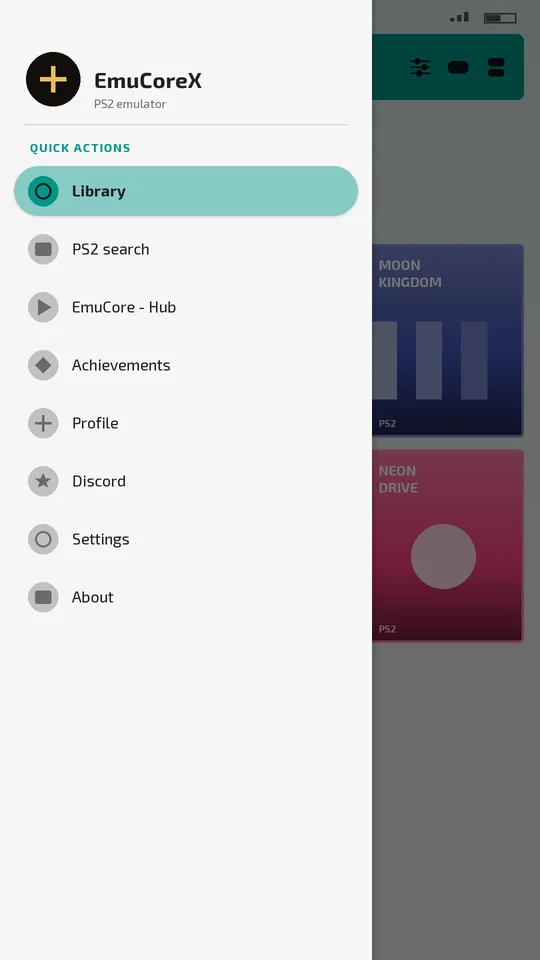 EmuCoreX
PS2 emulator
QUICK ACTIONS
Library
PS2 search
EmuCore - Hub
Achievements
Profile
Discord
Settings
About
MOON
KINGDOM
PS2
NEON
DRIVE
PS2